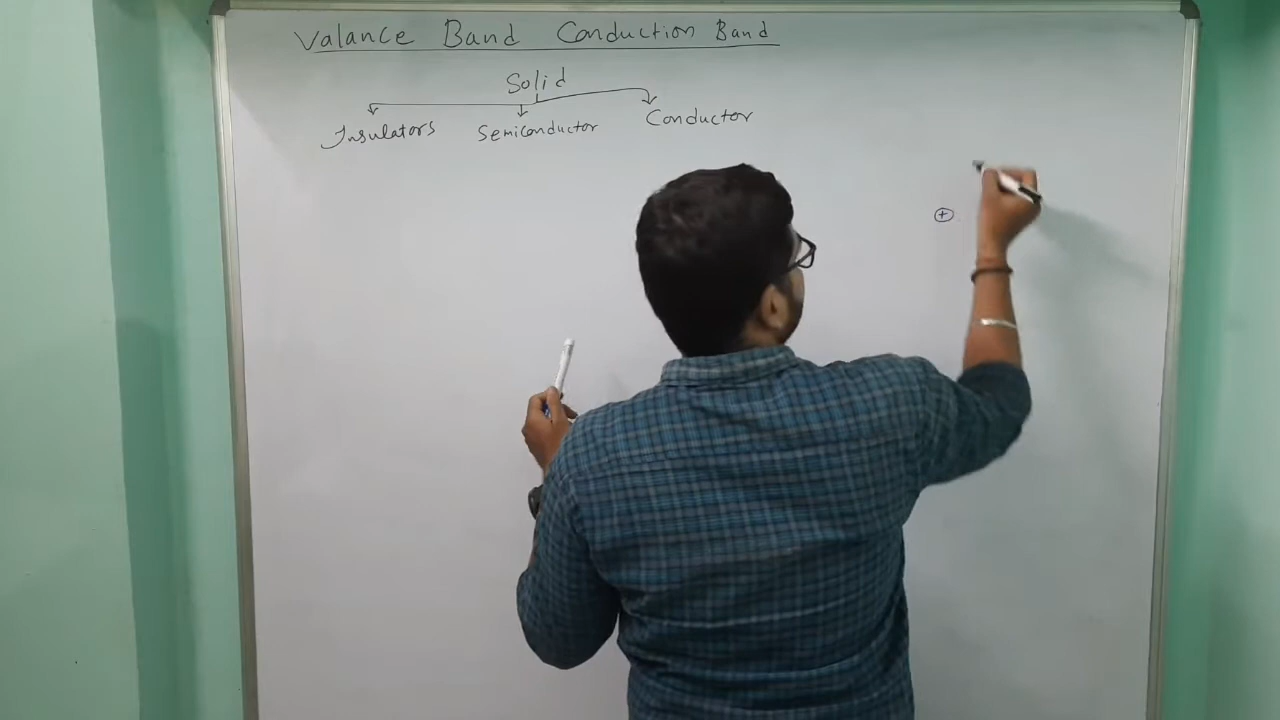 Valance Band Conduction Band
Solid
Insulators Semiconductor Conductor
+